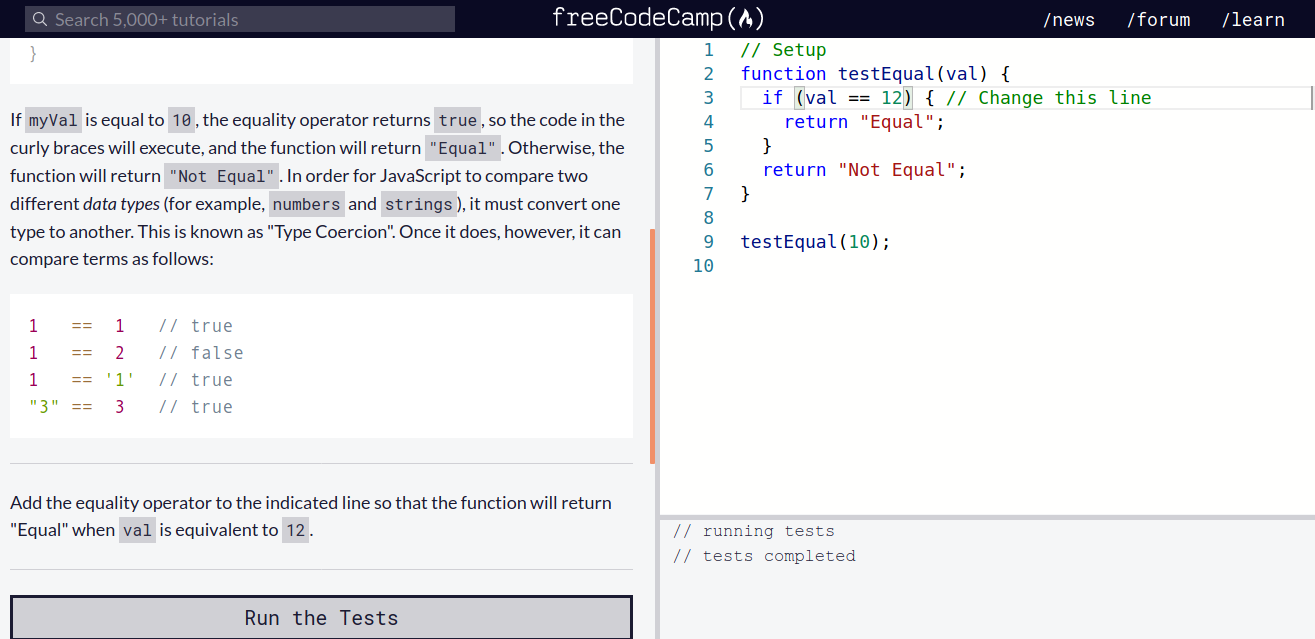 Search 5,000+ tutorials
freeCodeCamp
/news /forum /learn
}
If myVal is equal to 10, the equality operator returns true, so the code in the
curly braces will execute, and the function will return "Equal". Otherwise, the
function will return "Not Equal". In order for JavaScript to compare two
different data types (for example, numbers and strings), it must convert one
type to another. This is known as "Type Coercion". Once it does, however, it can
compare terms as follows:
1 == 1 // true
1 == 2 // false
1 == '1' // true
"3" == 3 // true
Add the equality operator to the indicated line so that the function will return
"Equal" when val is equivalent to 12.
Run the Tests
1 // Setup
2 function testEqual(val) {
3 if (val == 12) { // Change this line
4 return "Equal";
5 }
6 return "Not Equal";
7 }
8
9 testEqual(10);
10
// running tests
// tests completed